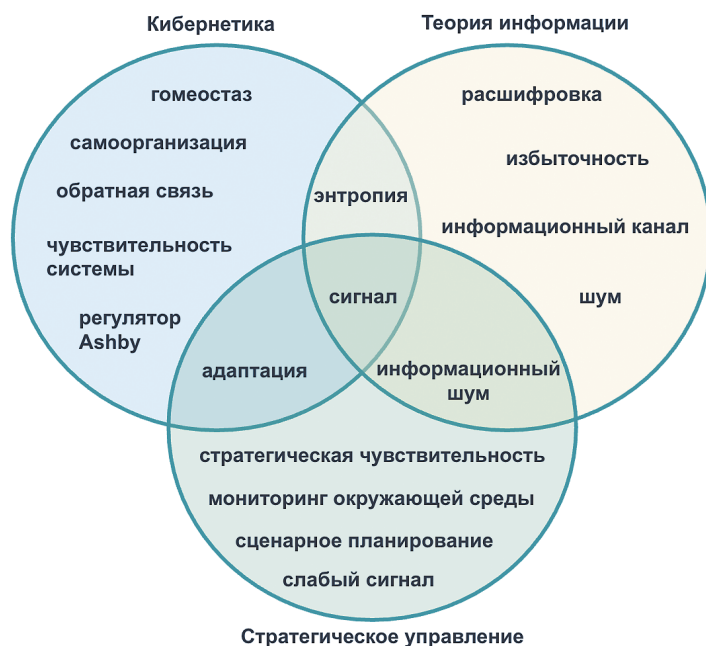 Кибернетика
Теория информации
гомеостаз
самоорганизация
обратная связь
чувствительность
системы
регулятор
Ashby
расшифровка
избыточность
информационный канал
шум
энтропия
сигнал
адаптация
информационный
шум
стратегическая чувствительность
мониторинг окружающей среды
сценарное планирование
слабый сигнал
Стратегическое управление